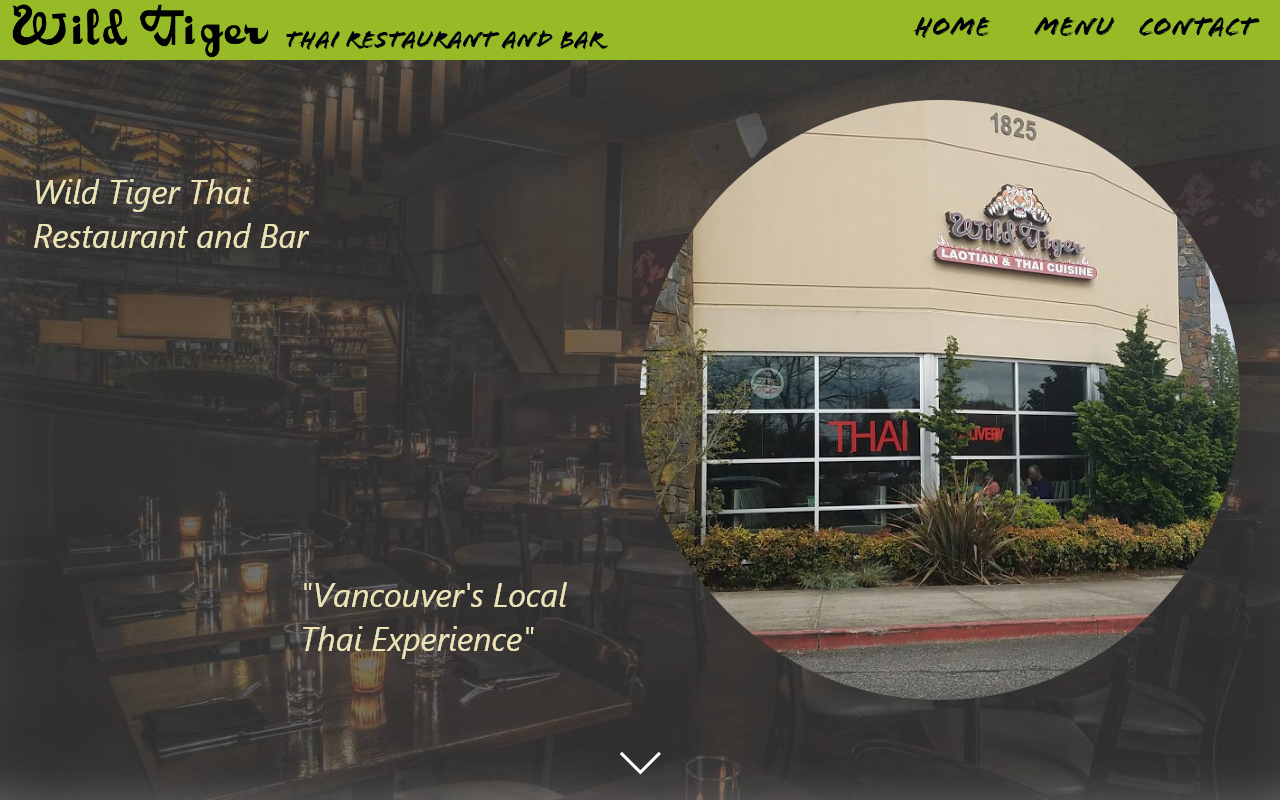 Wild Tiger THAI RESTAURANT AND BAR
HOME MENU CONTACT
Wild Tiger Thai
Restaurant and Bar
1825
Wild Tiger
LAOTIAN & THAI CUISINE
THAI
"Vancouver's Local
Thai Experience"